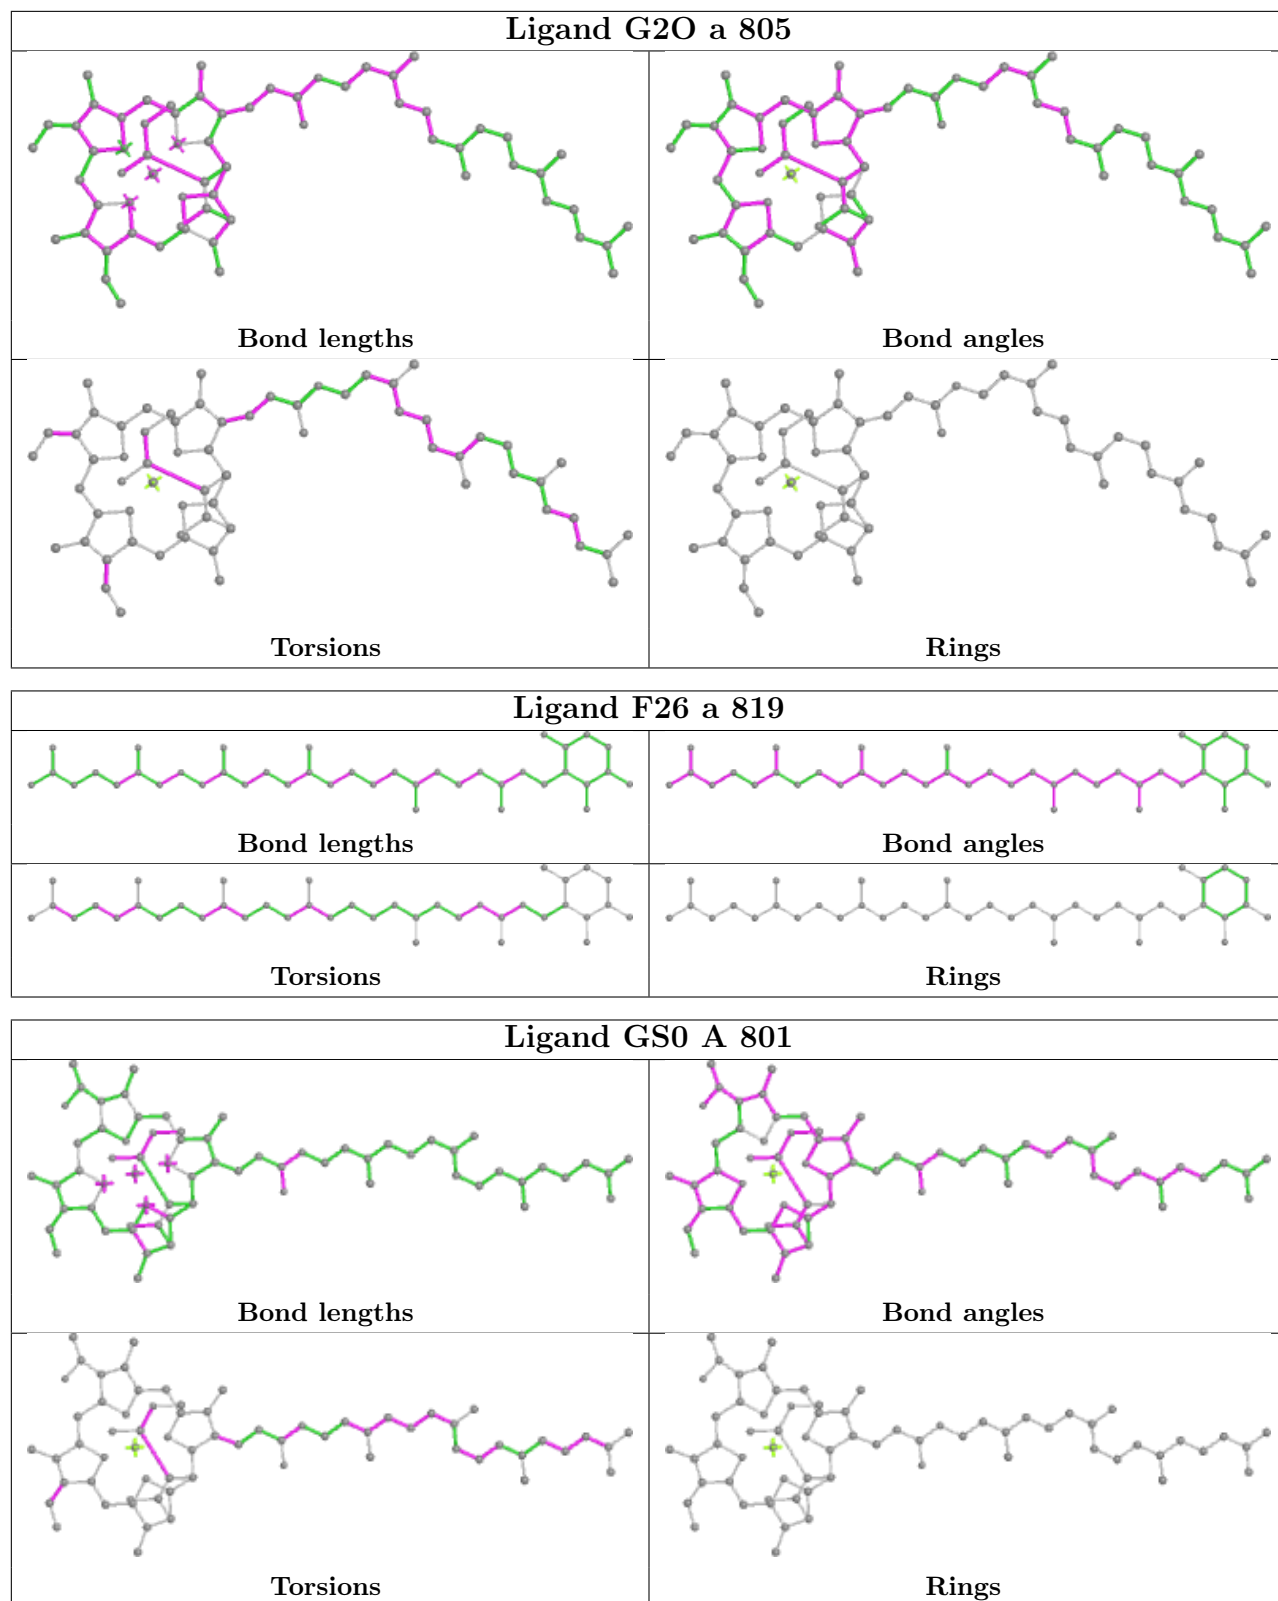 Ligand G2O a 805
Bond lengths
Bond angles
Torsions
Rings
Ligand F26 a 819
Bond lengths
Bond angles
Torsions
Rings
Ligand GS0 A 801
Bond lengths
Bond angles
Torsions
Rings